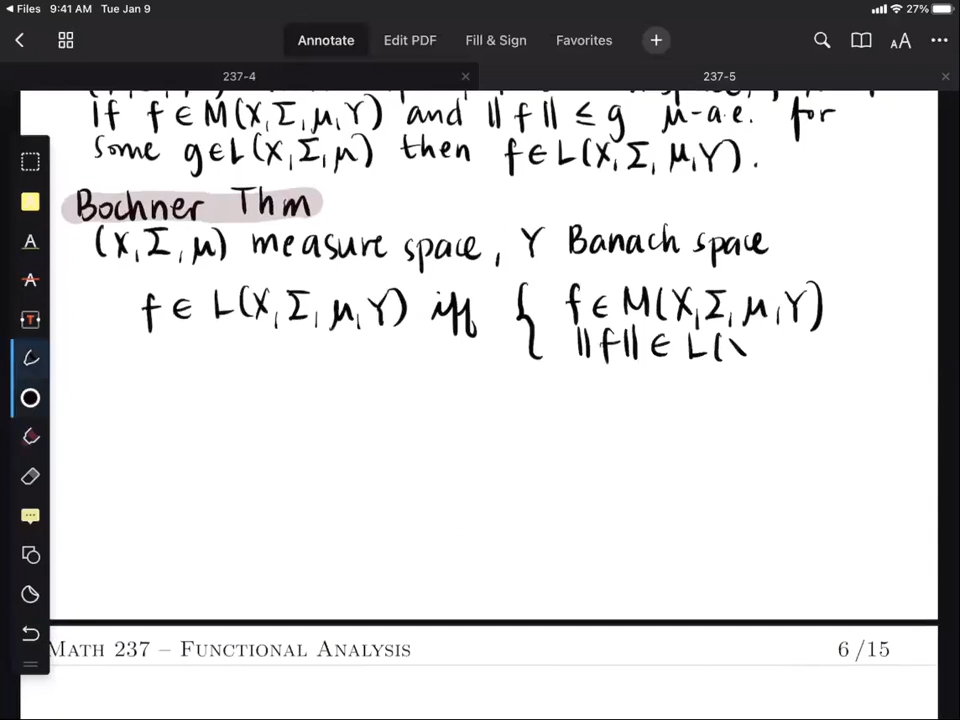 Files 9:41 AM Tue Jan 9 27%
Annotate Edit PDF Fill & Sign Favorites
237-4 237-5
if f ∈ M(X, Σ, μ, Y) and ‖f‖ ≤ g μ-a.e. for
some g ∈ L(X, Σ, μ) then f ∈ L(X, Σ, μ, Y).
Bochner Thm
(X, Σ, μ) measure space, Y Banach space
f ∈ L(X, Σ, μ, Y) iff { f ∈ M(X, Σ, μ, Y)
‖f‖ ∈ L(
Math 237 – Functional Analysis 6 /15